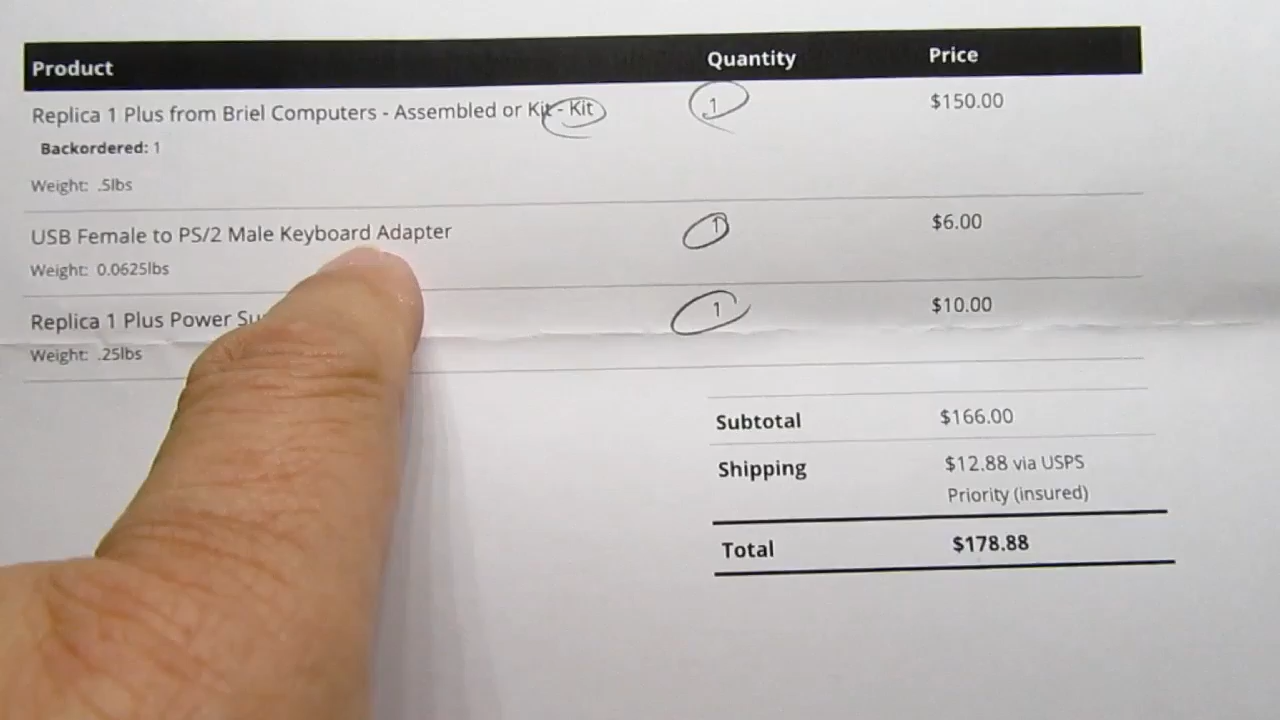 Product Quantity Price
Replica 1 Plus from Briel Computers - Assembled or Kit - Kit 1 $150.00
Backordered: 1
Weight: .5lbs
USB Female to PS/2 Male Keyboard Adapter 1 $6.00
Weight: 0.0625lbs
Replica 1 Plus Power 1 $10.00
Weight: .25lbs
Subtotal $166.00
Shipping $12.88 via USPS
Priority (insured)
Total $178.88